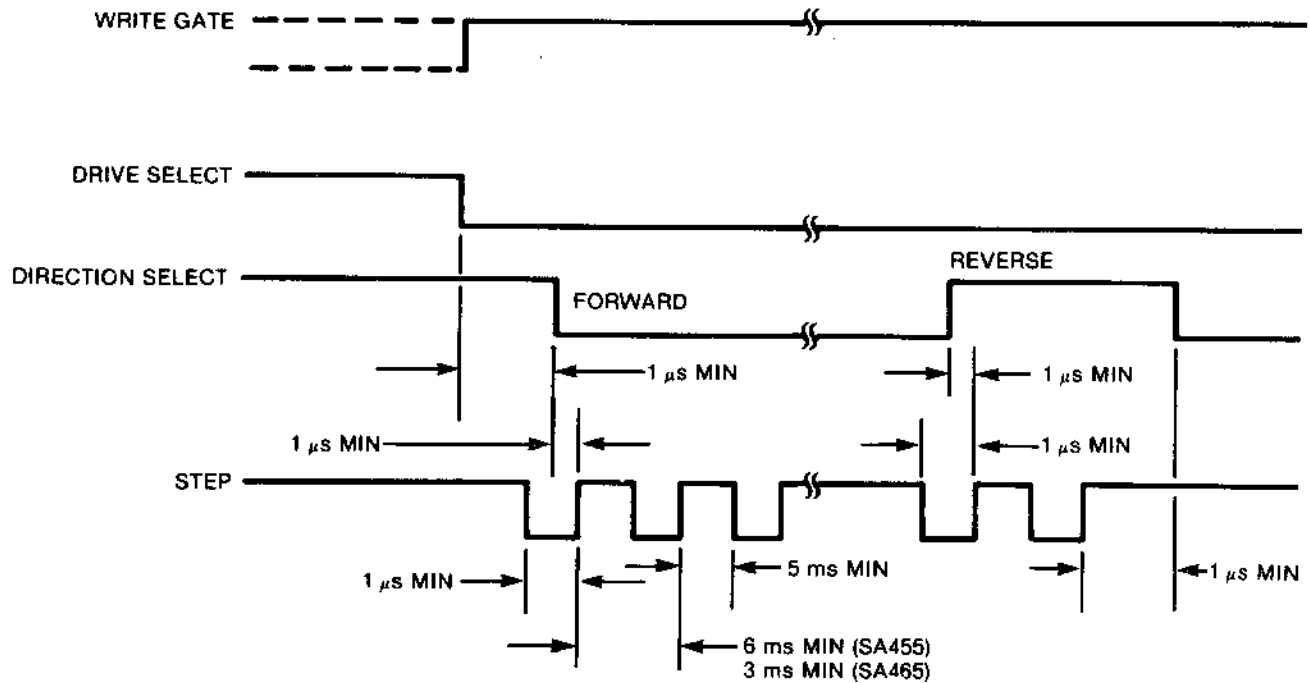 WRITE GATE
DRIVE SELECT
DIRECTION SELECT
FORWARD
REVERSE
1 μs MIN
1 μs MIN
1 μs MIN
1 μs MIN
STEP
1 μs MIN
5 ms MIN
1 μs MIN
6 ms MIN (SA455)
3 ms MIN (SA465)